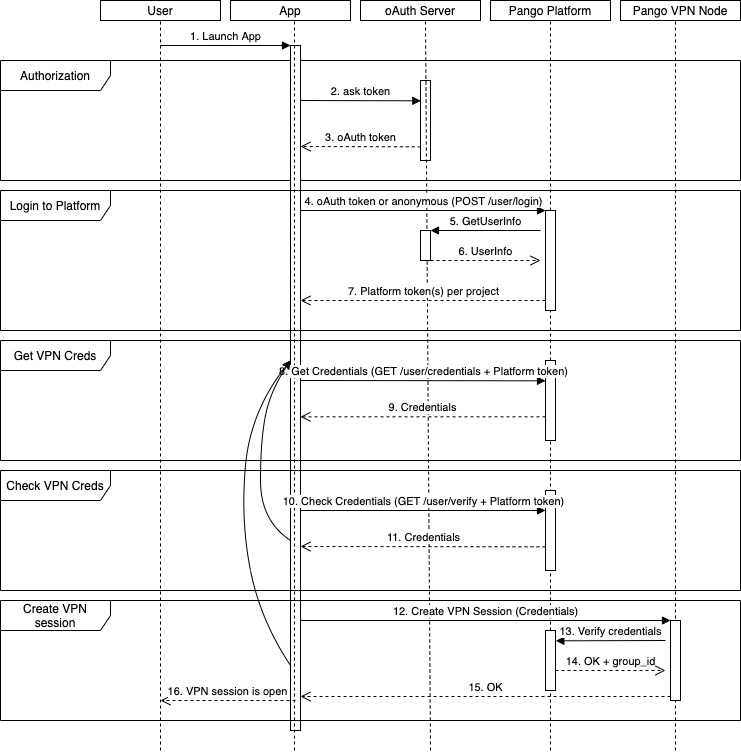 User
App
oAuth Server
Pango Platform
Pango VPN Node
1. Launch App
Authorization
2. ask token
3. oAuth token
Login to Platform
4. oAuth token or anonymous (POST /user/login)
5. GetUserInfo
6. UserInfo
7. Platform token(s) per project
Get VPN Creds
8. Get Credentials (GET /user/credentials + Platform token)
9. Credentials
Check VPN Creds
10. Check Credentials (GET /user/verify + Platform token)
11. Credentials
Create VPN
session
12. Create VPN Session (Credentials)
13. Verify credentials
14. OK + group_id
15. OK
16. VPN session is open